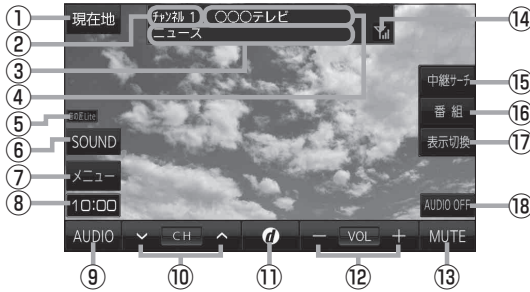 ① 現在地 チャンネル 1 ○○○テレビ ⑭
② ニュース
③
④ 中継サーチ ⑮
⑤ 番 組 ⑯
⑥ SOUND 表示切換 ⑰
⑦ メニュー
⑧ 10:00 AUDIO OFF ⑱
AUDIO CH d − VOL + MUTE
⑨ ⑩ ⑪ ⑫ ⑬